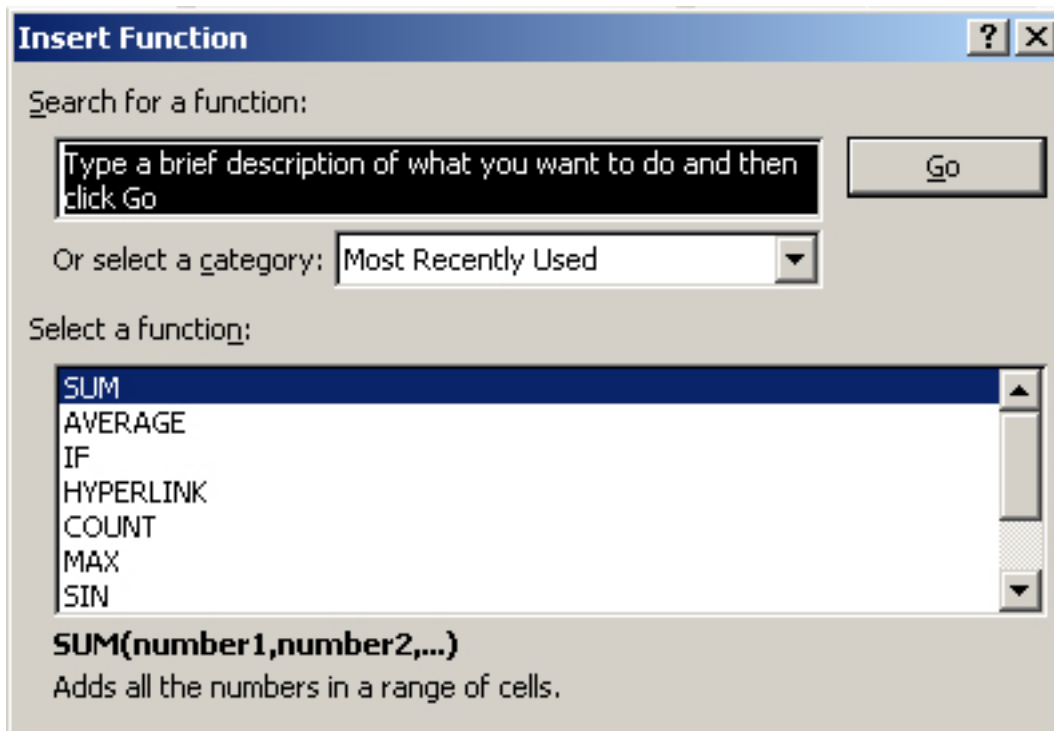 Insert Function
Search for a function:
Type a brief description of what you want to do and then
click Go
Go
Or select a category: Most Recently Used
Select a function:
SUM
AVERAGE
IF
HYPERLINK
COUNT
MAX
SIN
SUM(number1,number2,...)
Adds all the numbers in a range of cells.